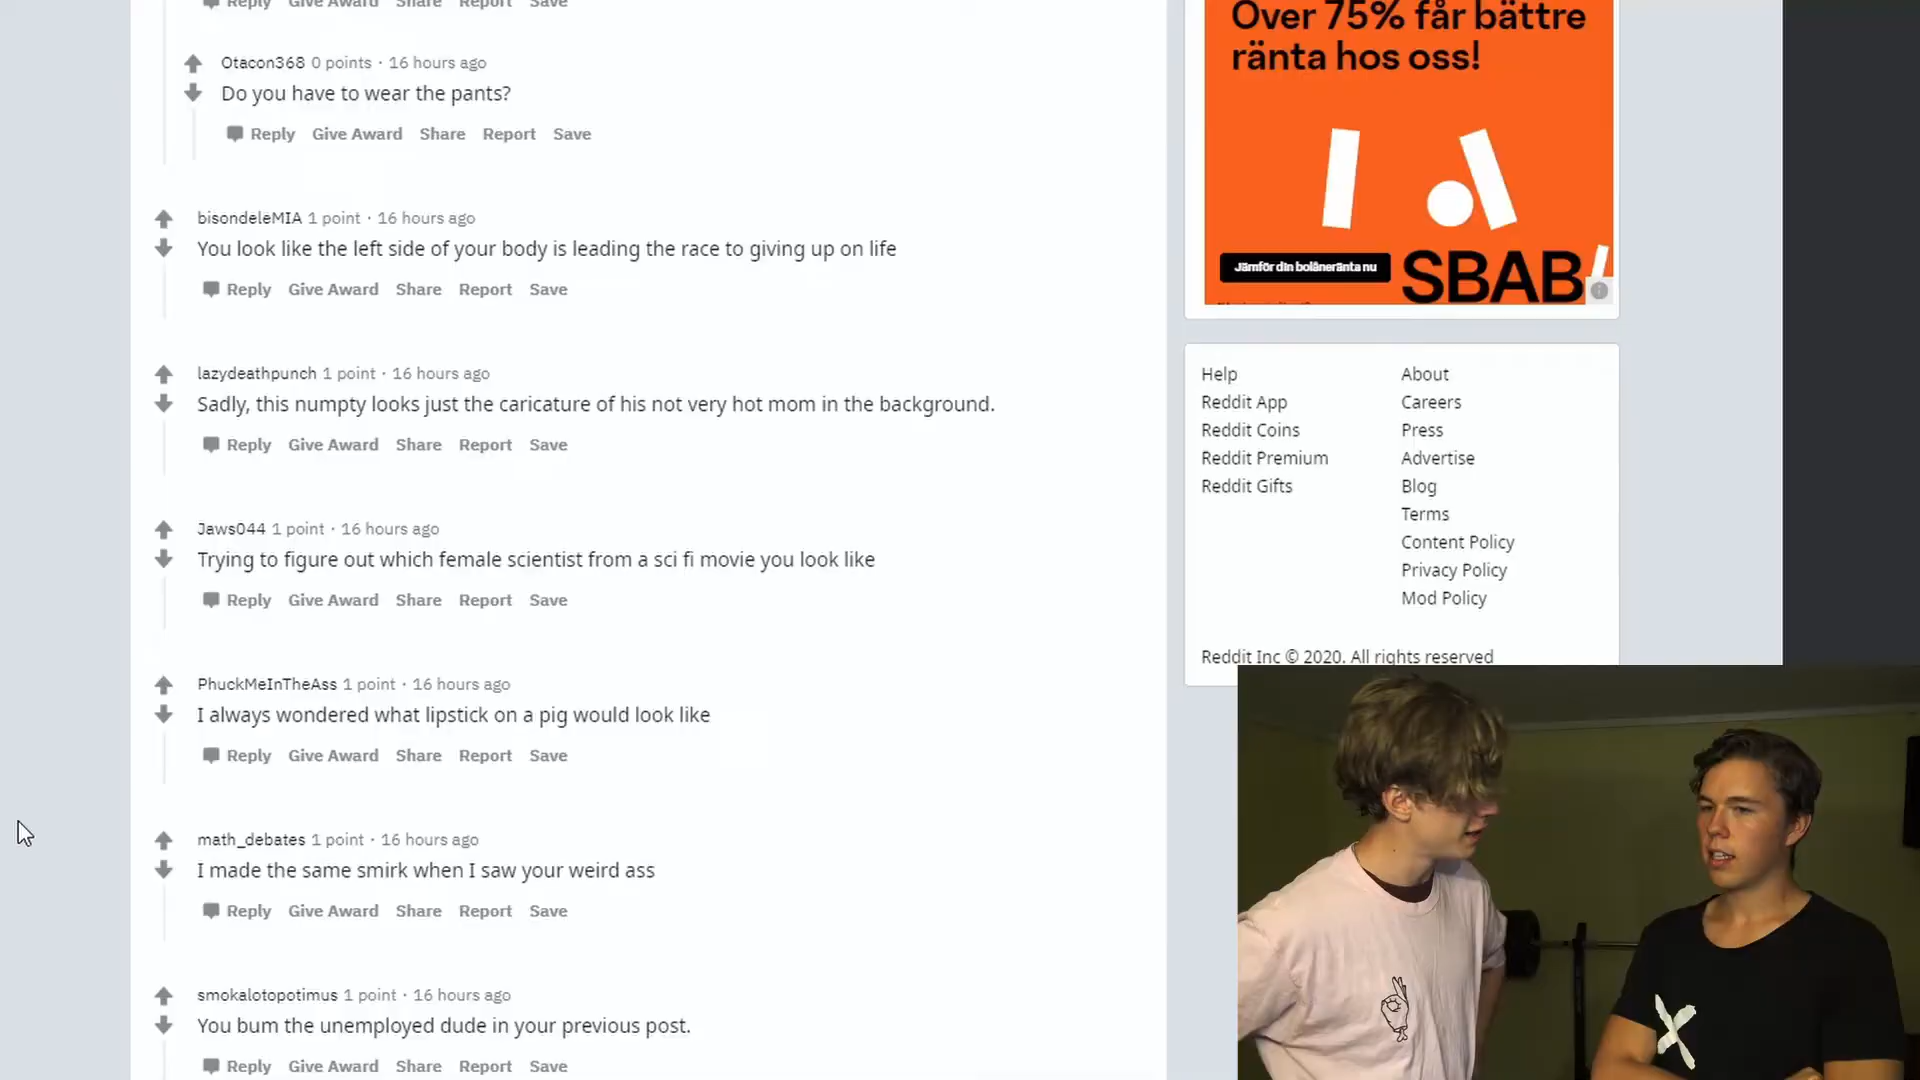 Reply Give Award Share Report Save
Otacon368 0 points · 16 hours ago
Do you have to wear the pants?
Reply Give Award Share Report Save
bisondeleMIA 1 point · 16 hours ago
You look like the left side of your body is leading the race to giving up on life
Reply Give Award Share Report Save
lazydeathpunch 1 point · 16 hours ago
Sadly, this numpty looks just the caricature of his not very hot mom in the background.
Reply Give Award Share Report Save
Jaws044 1 point · 16 hours ago
Trying to figure out which female scientist from a sci fi movie you look like
Reply Give Award Share Report Save
PhuckMeInTheAss 1 point · 16 hours ago
I always wondered what lipstick on a pig would look like
Reply Give Award Share Report Save
math_debates 1 point · 16 hours ago
I made the same smirk when I saw your weird ass
Reply Give Award Share Report Save
smokalotopotimus 1 point · 16 hours ago
You bum the unemployed dude in your previous post.
Reply Give Award Share Report Save
Över 75% får bättre
ränta hos oss!
Jämför din bolåneränta nu
SBAB!
Help About
Reddit App Careers
Reddit Coins Press
Reddit Premium Advertise
Reddit Gifts Blog
Terms
Content Policy
Privacy Policy
Mod Policy
Reddit Inc © 2020. All rights reserved